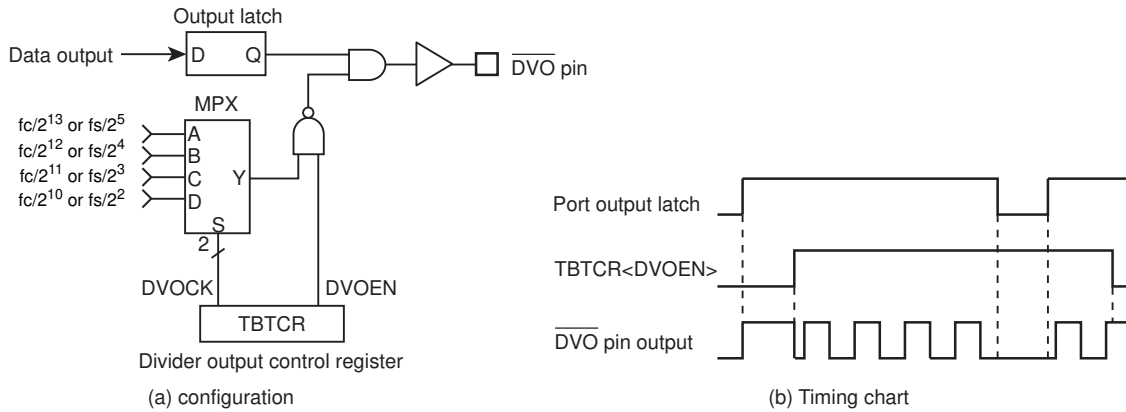 Output latch
Data output
D Q
DVO pin
MPX
fc/2^13 or fs/2^5
fc/2^12 or fs/2^4
fc/2^11 or fs/2^3
fc/2^10 or fs/2^2
A
B
C
D
Y
S
2
DVOCK
DVOEN
TBTCR
Divider output control register
(a) configuration
Port output latch
TBTCR<DVOEN>
DVO pin output
(b) Timing chart